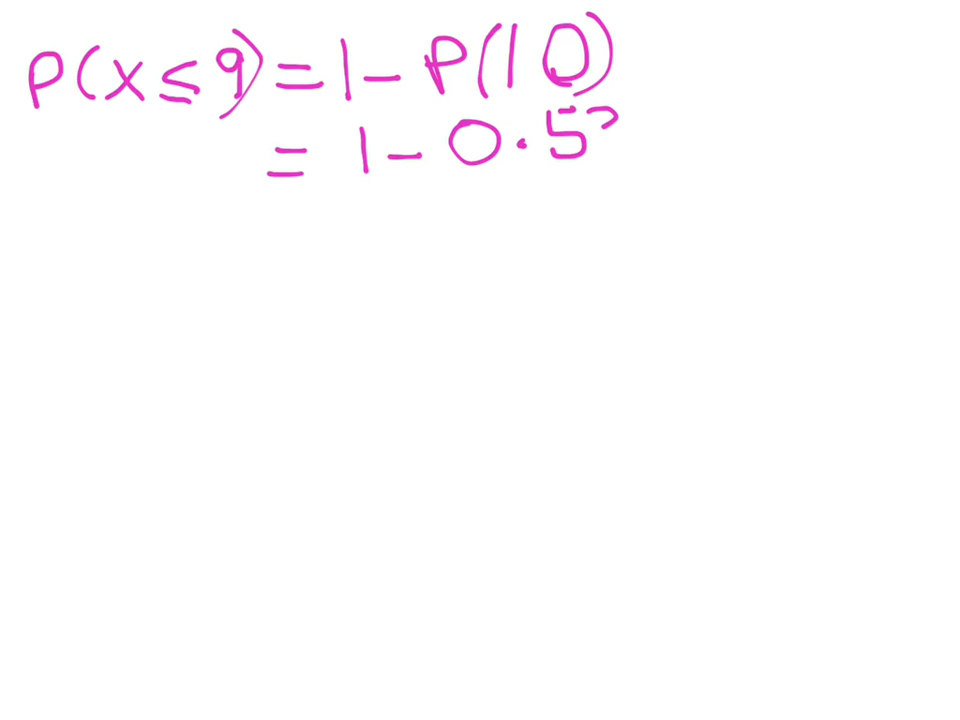 P(x≤9) = 1 - P(10)
= 1 - 0.5